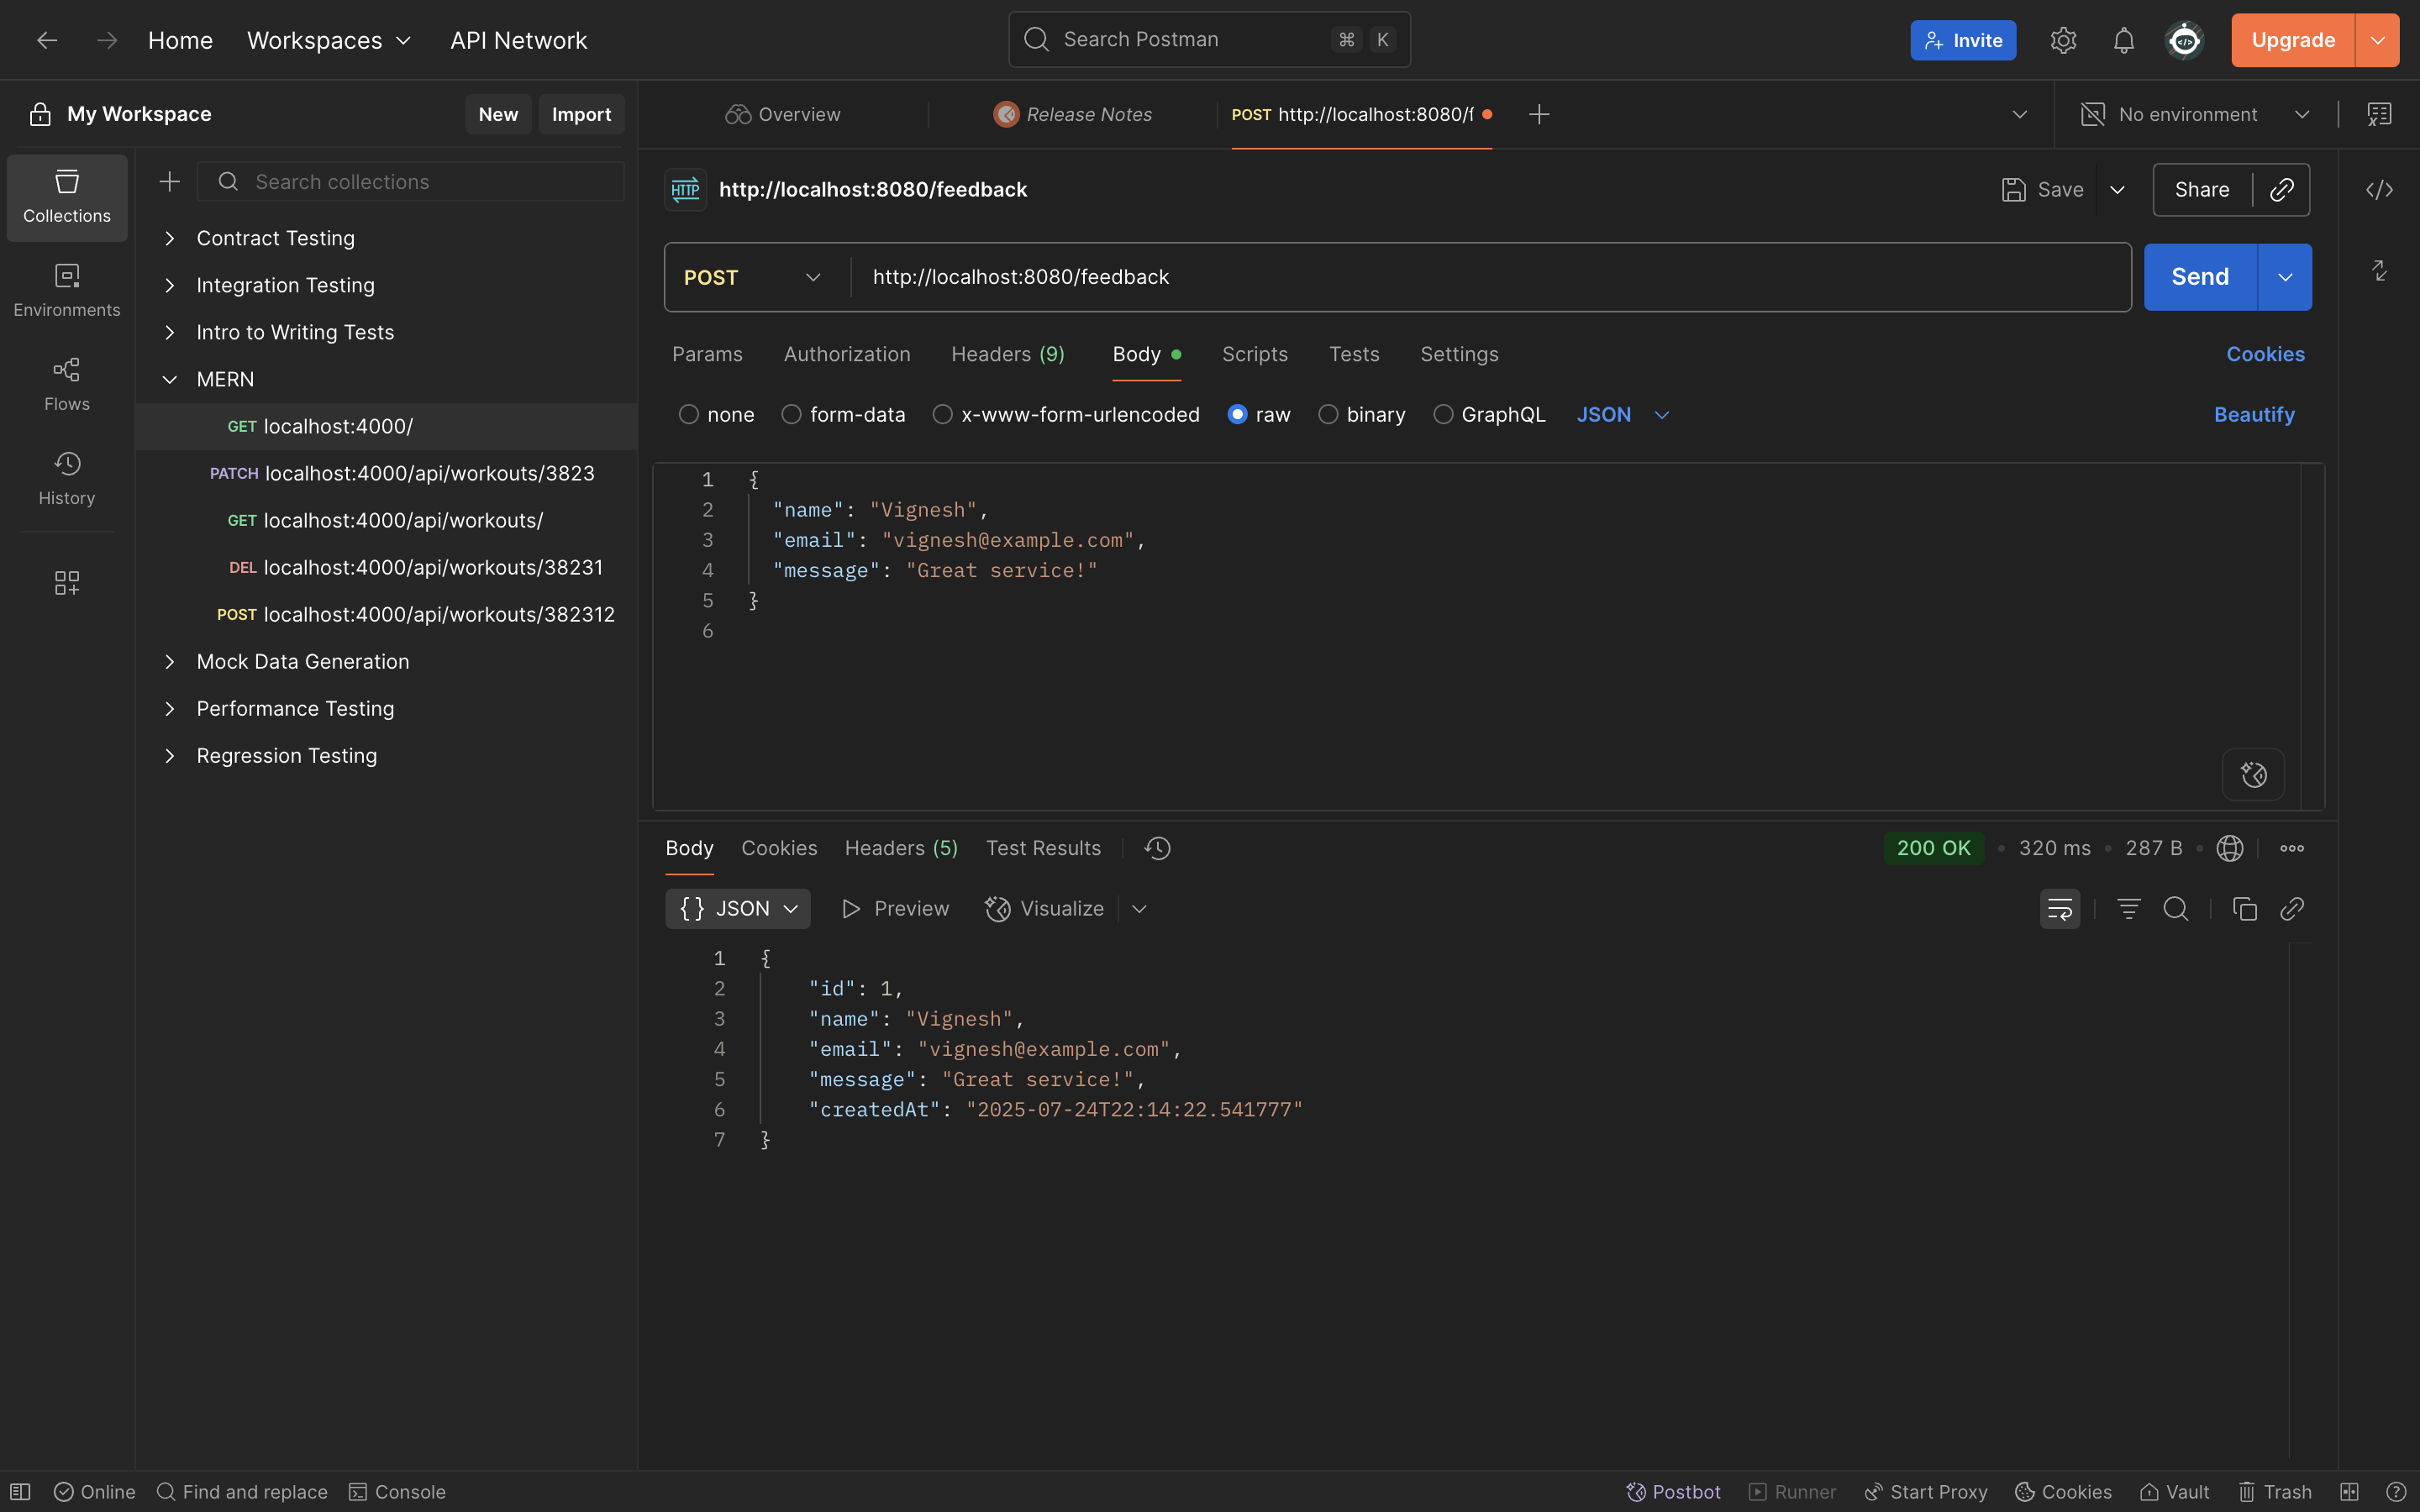 Home Workspaces API Network
Search Postman ⌘ K
Invite
Upgrade
My Workspace
New Import
Collections
Environments
Flows
History
Search collections
Contract Testing
Integration Testing
Intro to Writing Tests
MERN
GET localhost:4000/
PATCH localhost:4000/api/workouts/3823
GET localhost:4000/api/workouts/
DEL localhost:4000/api/workouts/38231
POST localhost:4000/api/workouts/382312
Mock Data Generation
Performance Testing
Regression Testing
Overview Release Notes POST http://localhost:8080/f
No environment
HTTP http://localhost:8080/feedback
Save Share
POST http://localhost:8080/feedback Send
Params Authorization Headers (9) Body Scripts Tests Settings Cookies
none form-data x-www-form-urlencoded raw binary GraphQL JSON Beautify
1 {
2 "name": "Vignesh",
3 "email": "vignesh@example.com",
4 "message": "Great service!"
5 }
6
Body Cookies Headers (5) Test Results
200 OK • 320 ms • 287 B
{ } JSON Preview Visualize
1 {
2 "id": 1,
3 "name": "Vignesh",
4 "email": "vignesh@example.com",
5 "message": "Great service!",
6 "createdAt": "2025-07-24T22:14:22.541777"
7 }
Online Find and replace Console
Postbot Runner Start Proxy Cookies Vault Trash